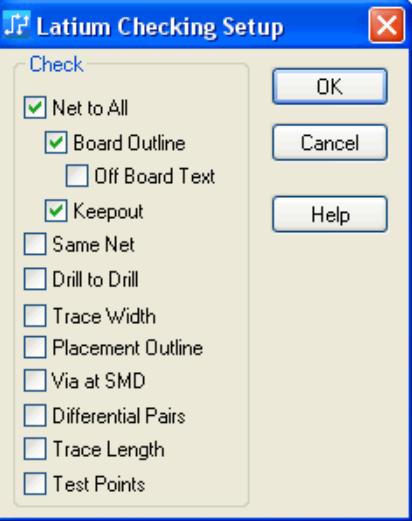 Latium Checking Setup
Check
Net to All
Board Outline
Off Board Text
Keepout
Same Net
Drill to Drill
Trace Width
Placement Outline
Via at SMD
Differential Pairs
Trace Length
Test Points
OK
Cancel
Help